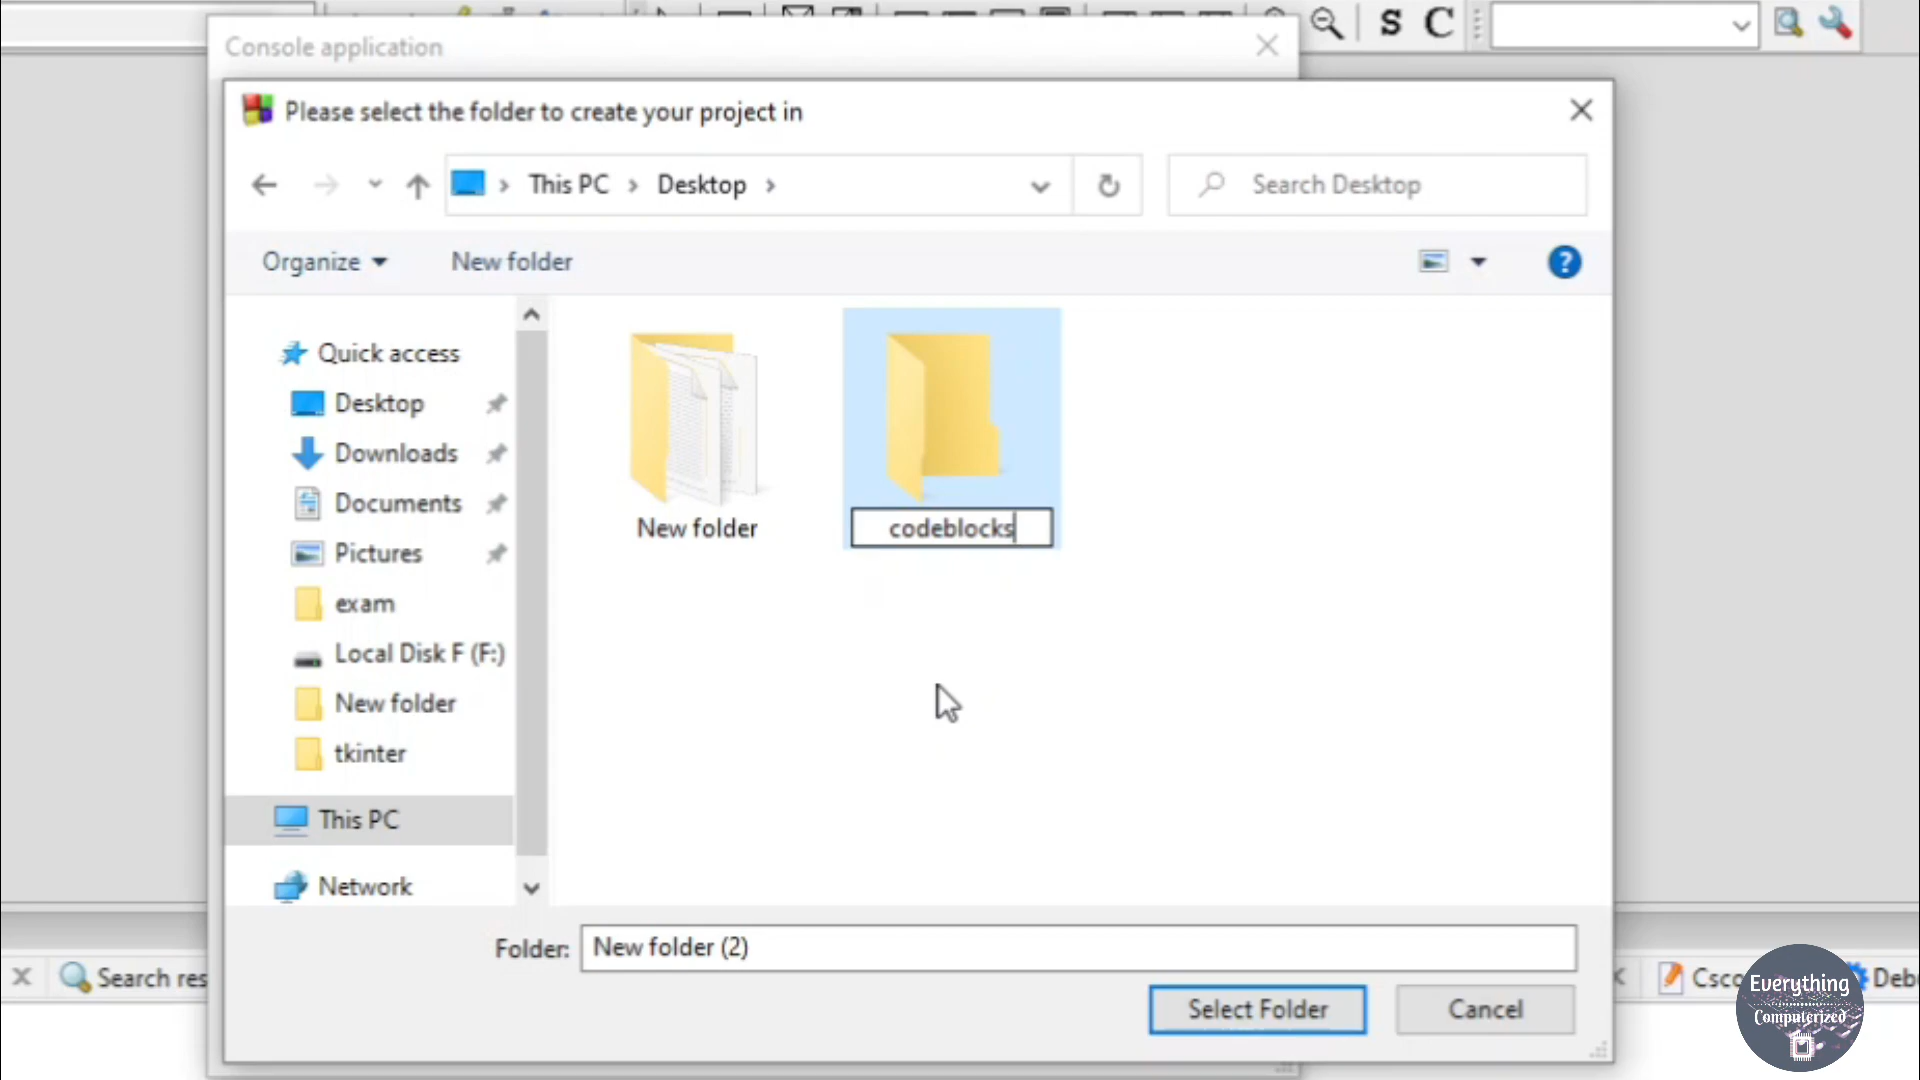 Console application
S C
Please select the folder to create your project in
This PC
Desktop
Search Desktop
Organize
New folder
Quick access
Desktop
Downloads
Documents
Pictures
exam
Local Disk F (F:)
New folder
tkinter
This PC
Network
New folder
codeblocks
Folder: New folder (2)
Select Folder
Cancel
Search res
Csco
Deb
Everything
Computerized